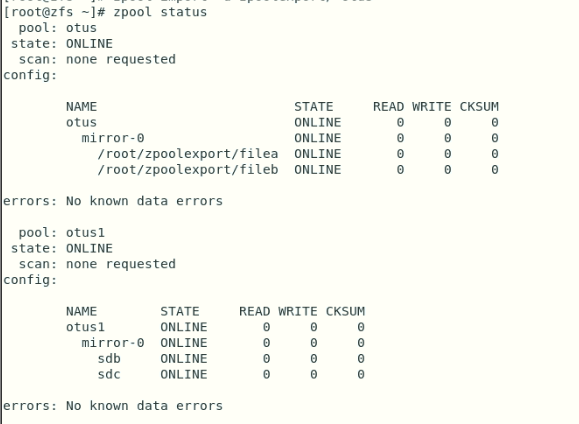 [root@zfs ~]# zpool status
  pool: otus
 state: ONLINE
  scan: none requested
config:

        NAME                         STATE     READ WRITE CKSUM
        otus                         ONLINE       0     0     0
          mirror-0                   ONLINE       0     0     0
            /root/zpoolexport/filea  ONLINE       0     0     0
            /root/zpoolexport/fileb  ONLINE       0     0     0

errors: No known data errors

  pool: otus1
 state: ONLINE
  scan: none requested
config:

        NAME        STATE     READ WRITE CKSUM
        otus1       ONLINE       0     0     0
          mirror-0  ONLINE       0     0     0
            sdb     ONLINE       0     0     0
            sdc     ONLINE       0     0     0

errors: No known data errors